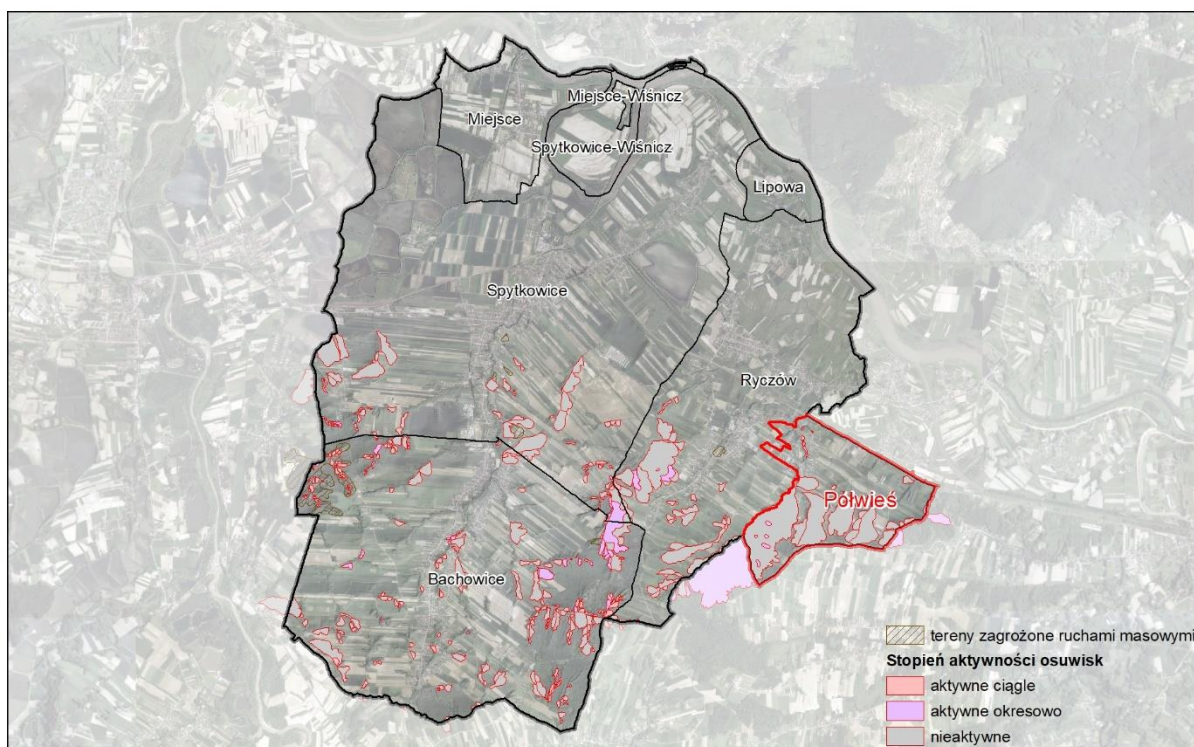 Miejsce-Wiśnicz
Miejsce
Spytkowice-Wiśnicz
Lipowa
Spytkowice
Ryczów
Półwieś
Bachowice
tereny zagrożone ruchami masowymi
Stopień aktywności osuwisk
aktywne ciągle
aktywne okresowo
nieaktywne